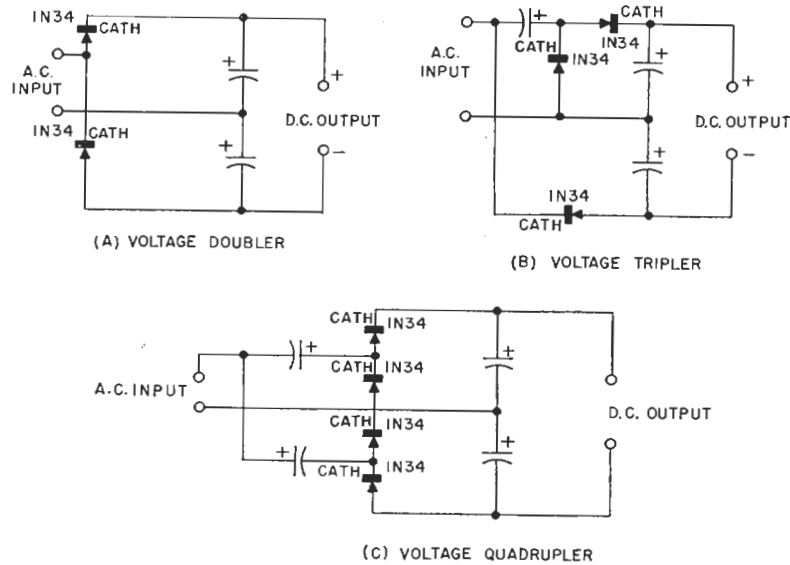 IN34
CATH
A.C.
INPUT
IN34
CATH
+
+
+
D.C. OUTPUT
−
(A) VOLTAGE DOUBLER
+
CATH
A.C.
INPUT
CATH
IN34
IN34
+
+
+
D.C. OUTPUT
−
IN34
CATH
(B) VOLTAGE TRIPLER
CATH
IN34
+
+
CATH
IN34
A.C. INPUT
D.C. OUTPUT
CATH
IN34
+
+
CATH
IN34
(C) VOLTAGE QUADRUPLER